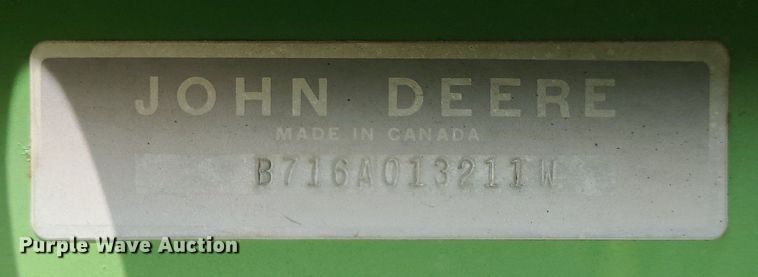 JOHN DEERE
MADE IN CANADA
B716A013211W
Purple Wave Auction